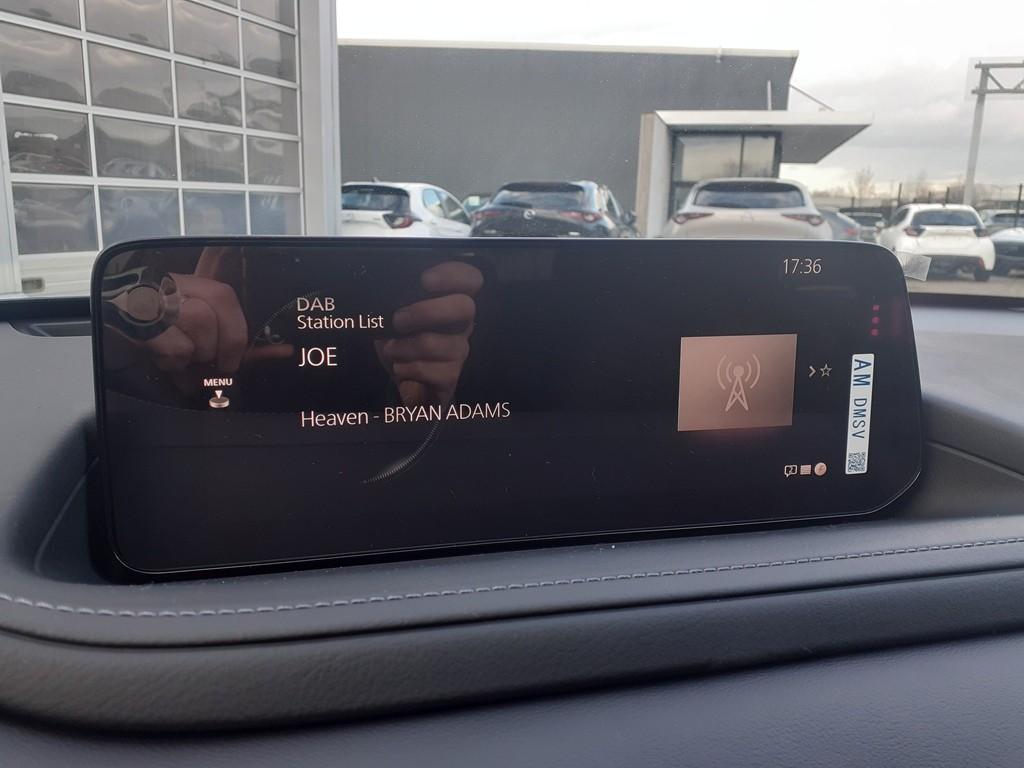 17:36
DAB
Station List
JOE
MENU
Heaven - BRYAN ADAMS
AM DMSV